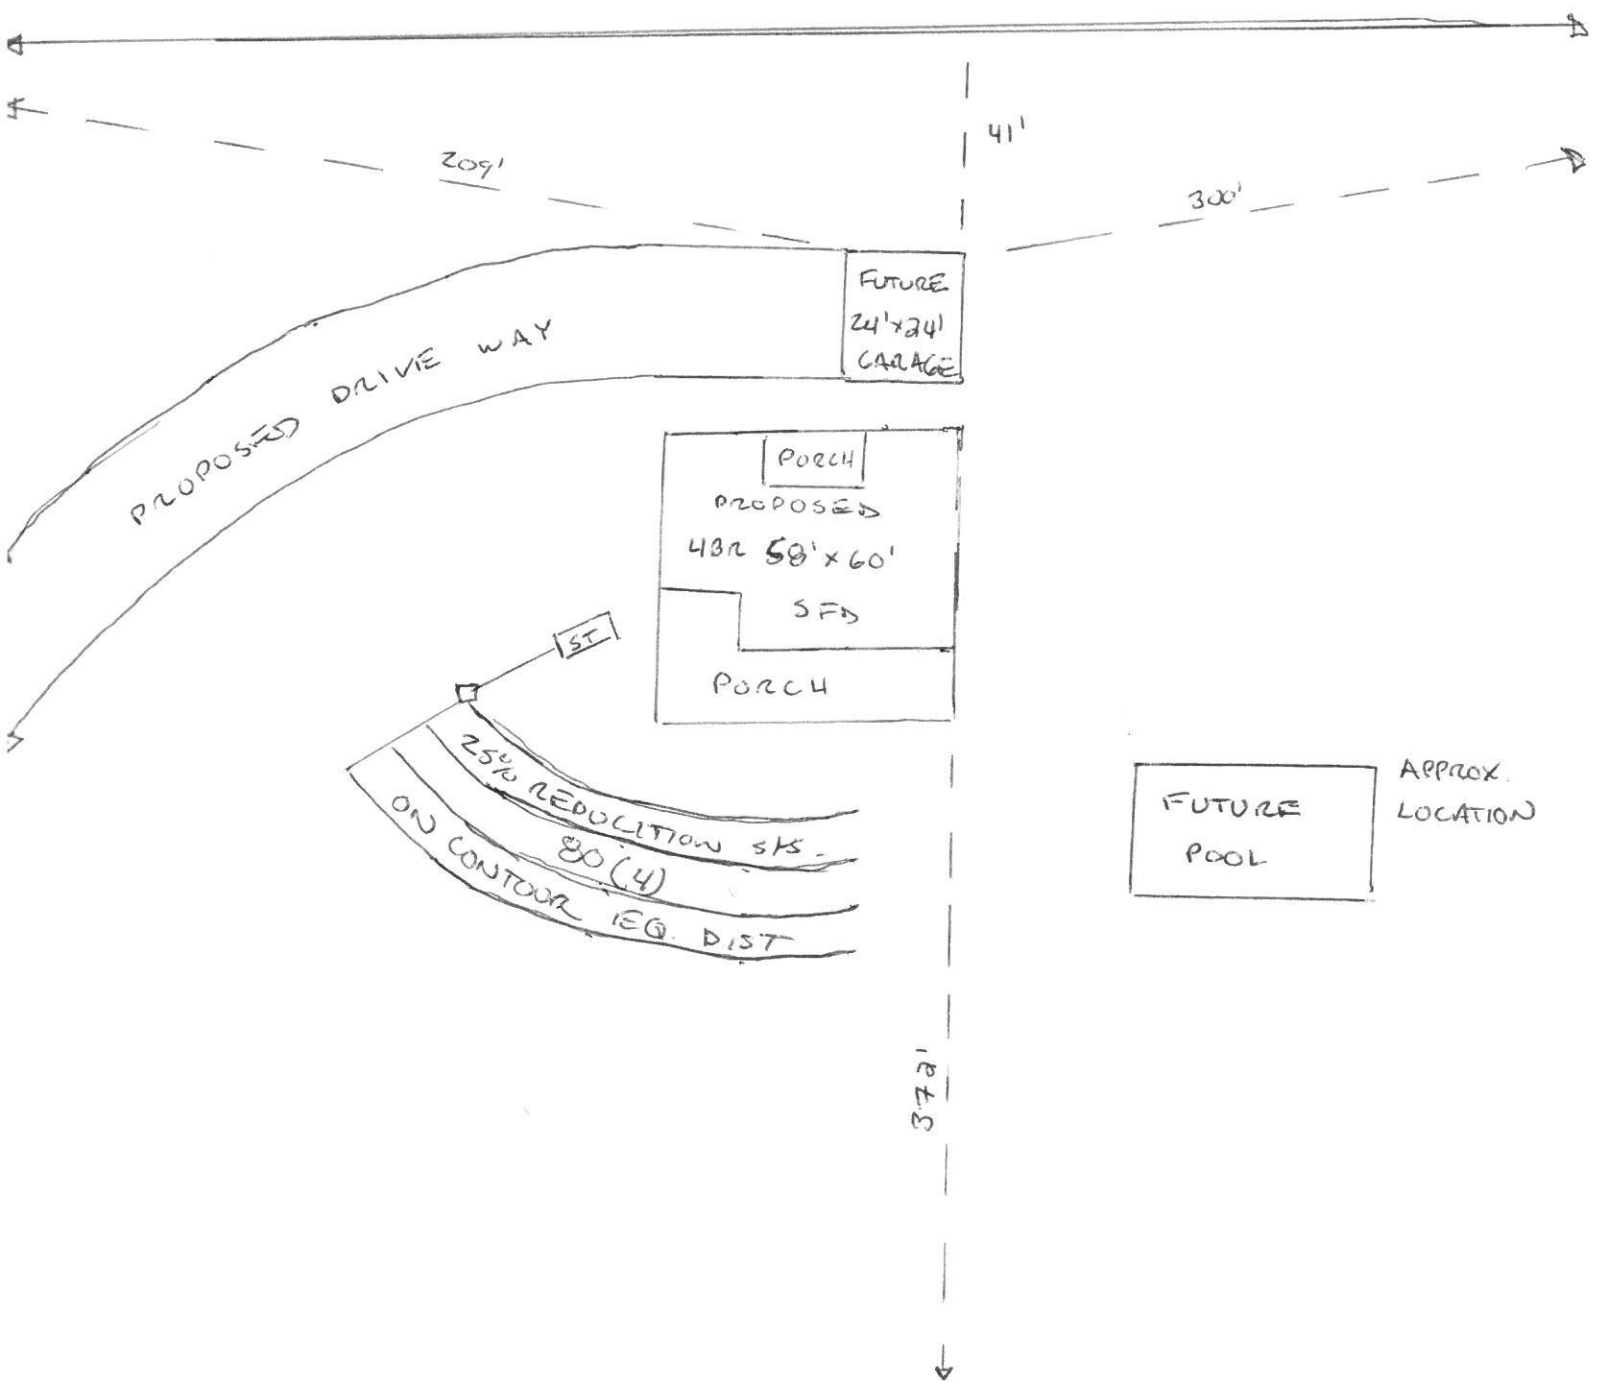 41'
209'
300'
FUTURE
24'x24'
GARAGE
PROPOSED DRIVE WAY
PORCH
PROPOSED
4BR 58'x60'
SFD
ST
PORCH
25% REDUCITION SYS.
80 (4)
ON CONTOUR EQ. DIST
FUTURE
POOL
APPROX.
LOCATION
372'